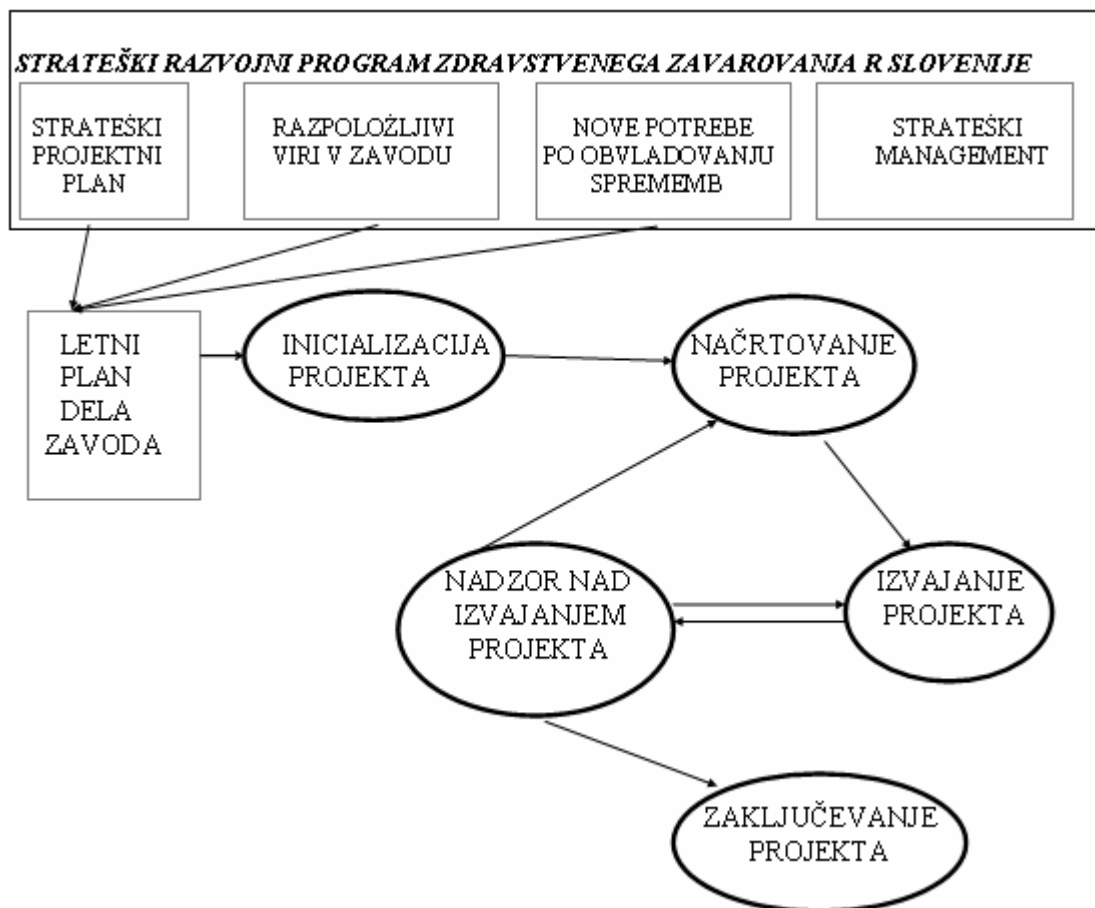 STRATEŠKI RAZVOJNI PROGRAM ZDRAVSTVENEGA ZAVAROVANJA R SLOVENIJE
STRATEŠKI
PROJEKTNI
PLAN
RAZPOLOŽLJIVI
VIRI V ZAVODU
NOVE POTREBE
PO OBVLADOVANJU
SPREMEMB
STRATEŠKI
MANAGEMENT
LETNI
PLAN
DELA
ZAVODA
INICIALIZACIJA
PROJEKTA
NAČRTOVANJE
PROJEKTA
NADZOR NAD
IZVAJANJEM
PROJEKTA
IZVAJANJE
PROJEKTA
ZAKLJUČEVANJE
PROJEKTA